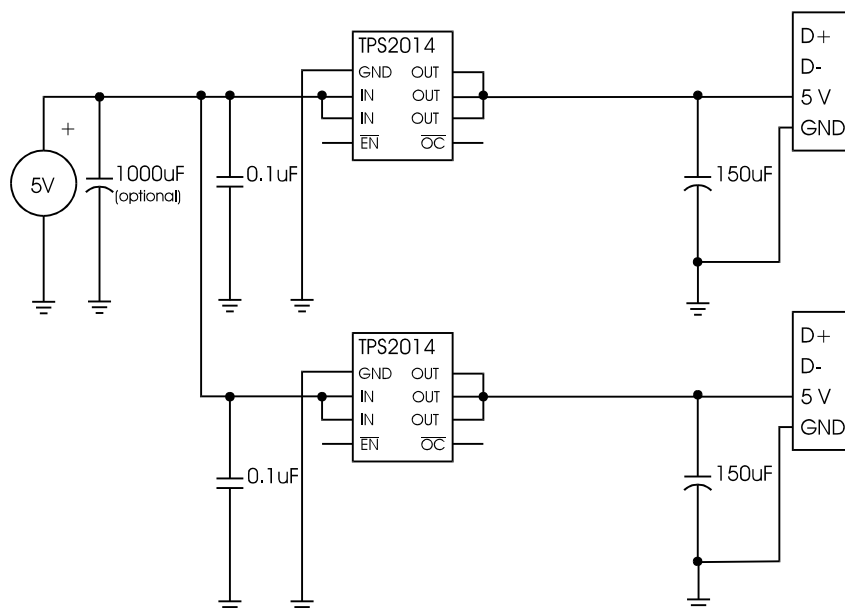 TPS2014
GND OUT
IN OUT
IN OUT
EN OC
D+
D-
5 V
GND
+
5V
1000uF
(optional)
0.1uF
150uF
TPS2014
GND OUT
IN OUT
IN OUT
EN OC
D+
D-
5 V
GND
0.1uF
150uF